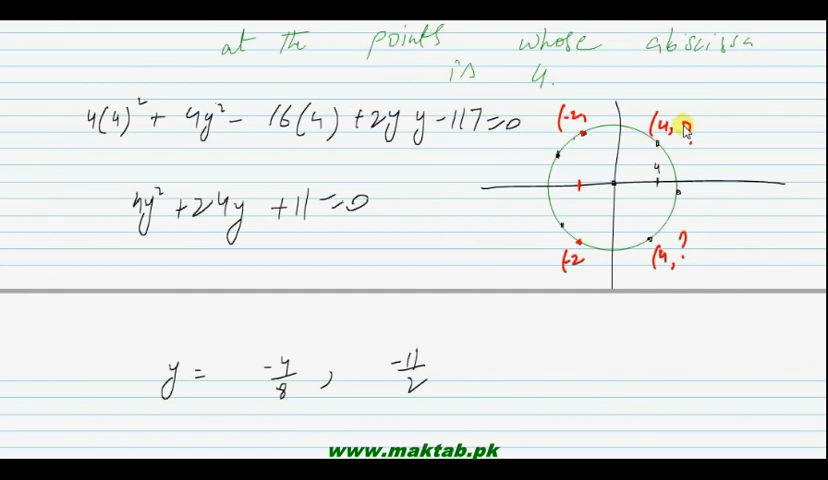 at the points whose abscissa
is 4.
4(4)² + 4y² - 16(4) + 24 y - 117 = 0
(-2
(4, ?
4
4y² + 24y + 11 = 0
(-2
(4, ?
y = -4/8 , -11/2
www.maktab.pk